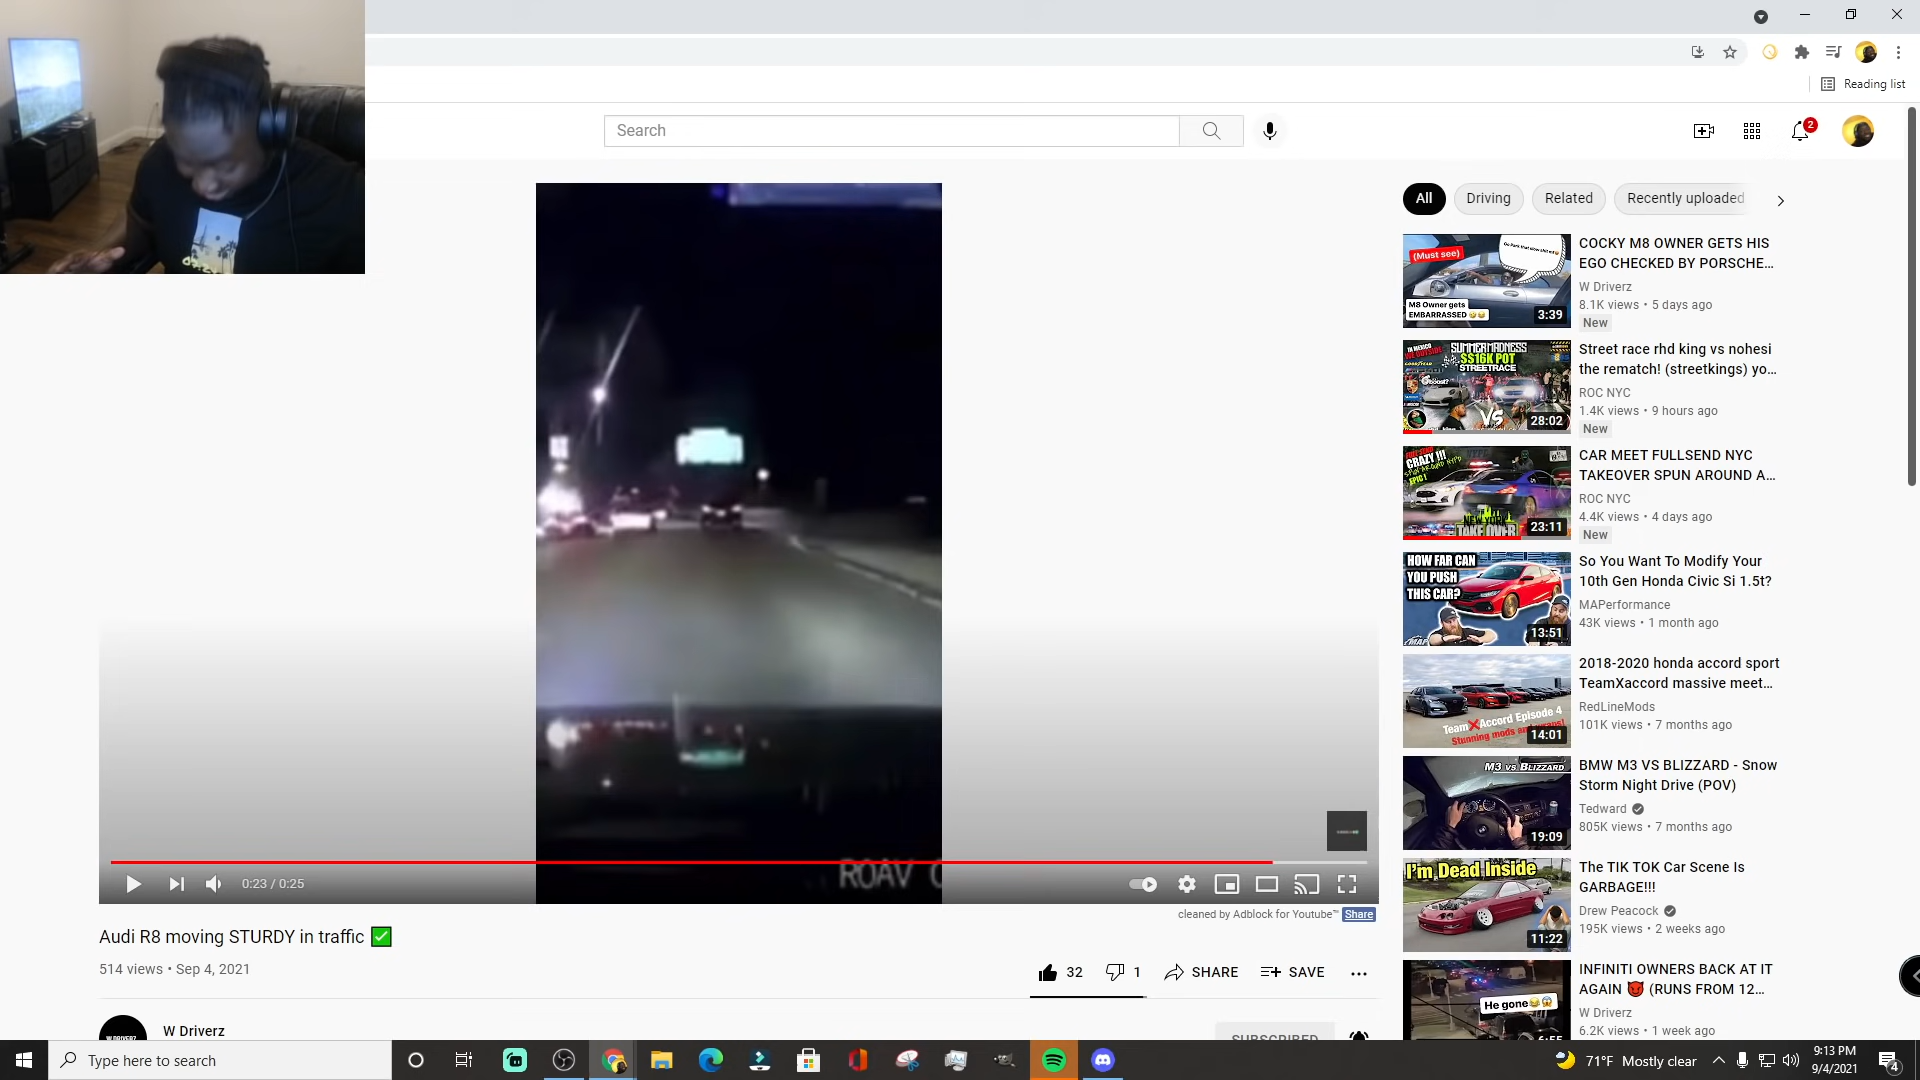 Reading list
Search
2
All
Driving
Related
Recently uploaded
(Must see)
M8 Owner gets
EMBARRASSED
3:39
COCKY M8 OWNER GETS HIS
EGO CHECKED BY PORSCHE...
W Driverz
8.1K views • 5 days ago
New
SUMMERMADNESS
$$16K POT
STREETRACE
VS
28:02
Street race rhd king vs nohesi
the rematch! (streetkings) yo...
ROC NYC
1.4K views • 9 hours ago
New
CRAZY !!!
EPIC !
TAKEOVER
23:11
CAR MEET FULLSEND NYC
TAKEOVER SPUN AROUND A...
ROC NYC
4.4K views • 4 days ago
New
HOW FAR CAN
YOU PUSH
THIS CAR?
13:51
So You Want To Modify Your
10th Gen Honda Civic Si 1.5t?
MAPerformance
43K views • 1 month ago
Team❌Accord Episode 4
14:01
2018-2020 honda accord sport
TeamXaccord massive meet...
RedLineMods
101K views • 7 months ago
M3 VS BLIZZARD
19:09
BMW M3 VS BLIZZARD - Snow
Storm Night Drive (POV)
Tedward
805K views • 7 months ago
I'm Dead Inside
11:22
The TIK TOK Car Scene Is
GARBAGE!!!
Drew Peacock
195K views • 2 weeks ago
He gone😂😱
INFINITI OWNERS BACK AT IT
AGAIN 😈 (RUNS FROM 12...
W Driverz
6.2K views • 1 week ago
ROAV
0:23 / 0:25
cleaned by Adblock for Youtube™ Share
Audi R8 moving STURDY in traffic ✅
514 views • Sep 4, 2021
32
1
SHARE
SAVE
W Driverz
SUBSCRIBED
Type here to search
71°F Mostly clear
9:13 PM
9/4/2021
4